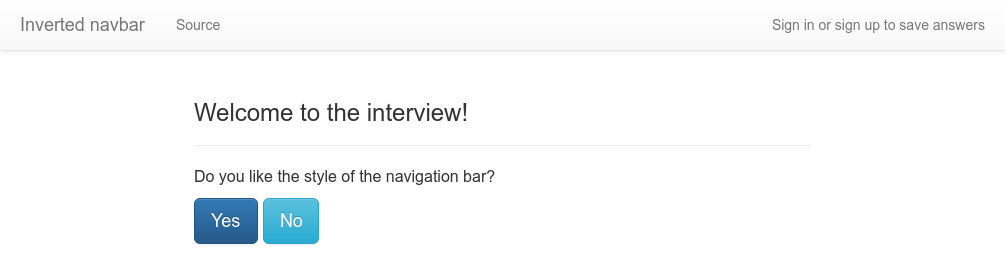 Inverted navbar Source Sign in or sign up to save answers
Welcome to the interview!
Do you like the style of the navigation bar?
Yes No